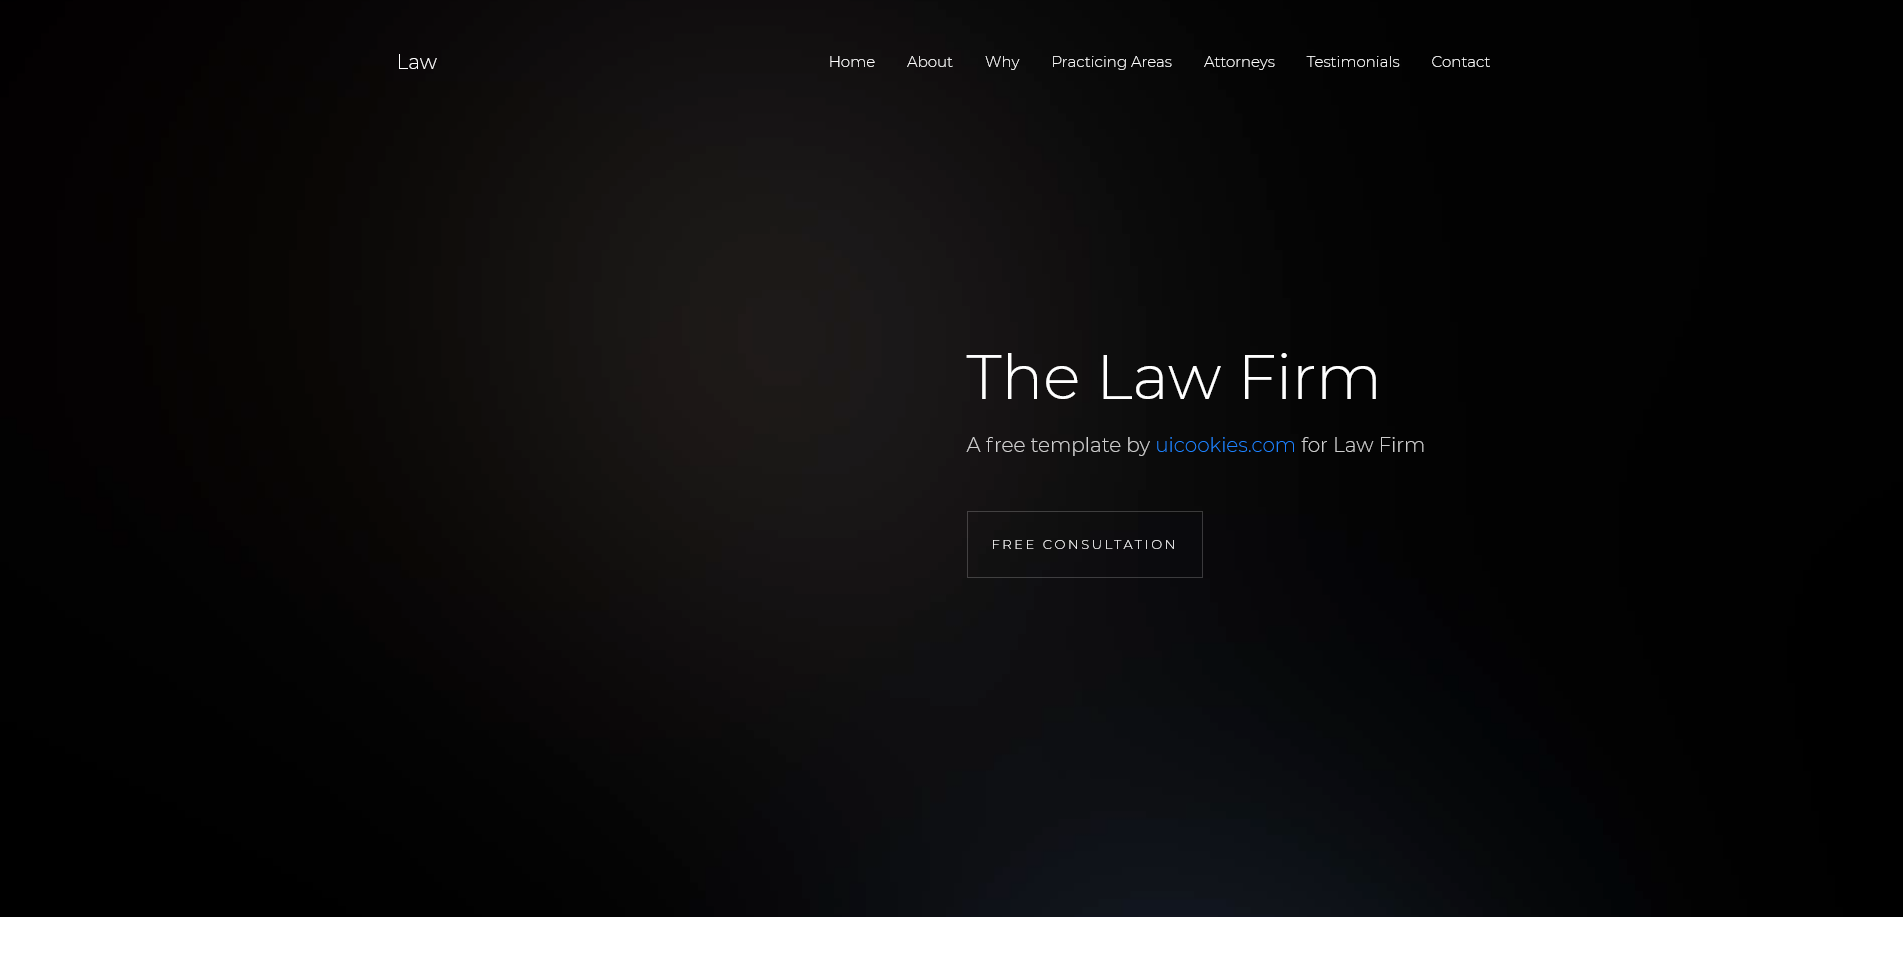 Law
Home About Why Practicing Areas Attorneys Testimonials Contact
The Law Firm
A free template by uicookies.com for Law Firm
FREE CONSULTATION